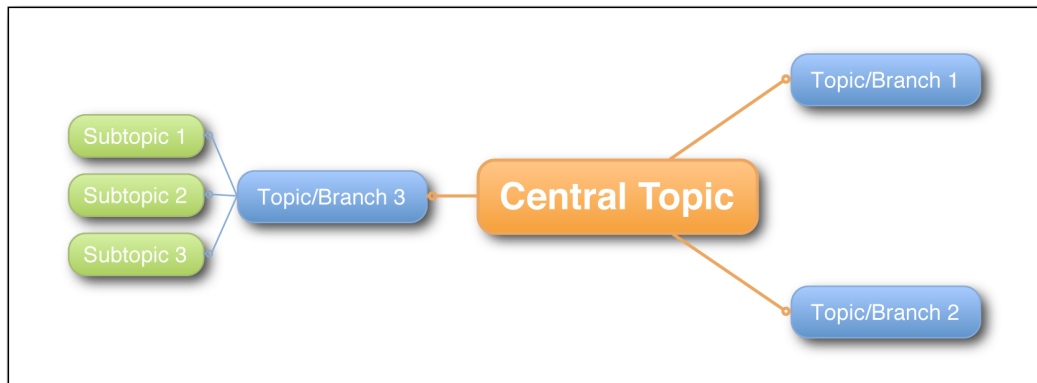 Topic/Branch 1
Subtopic 1
Subtopic 2
Topic/Branch 3
Central Topic
Subtopic 3
Topic/Branch 2